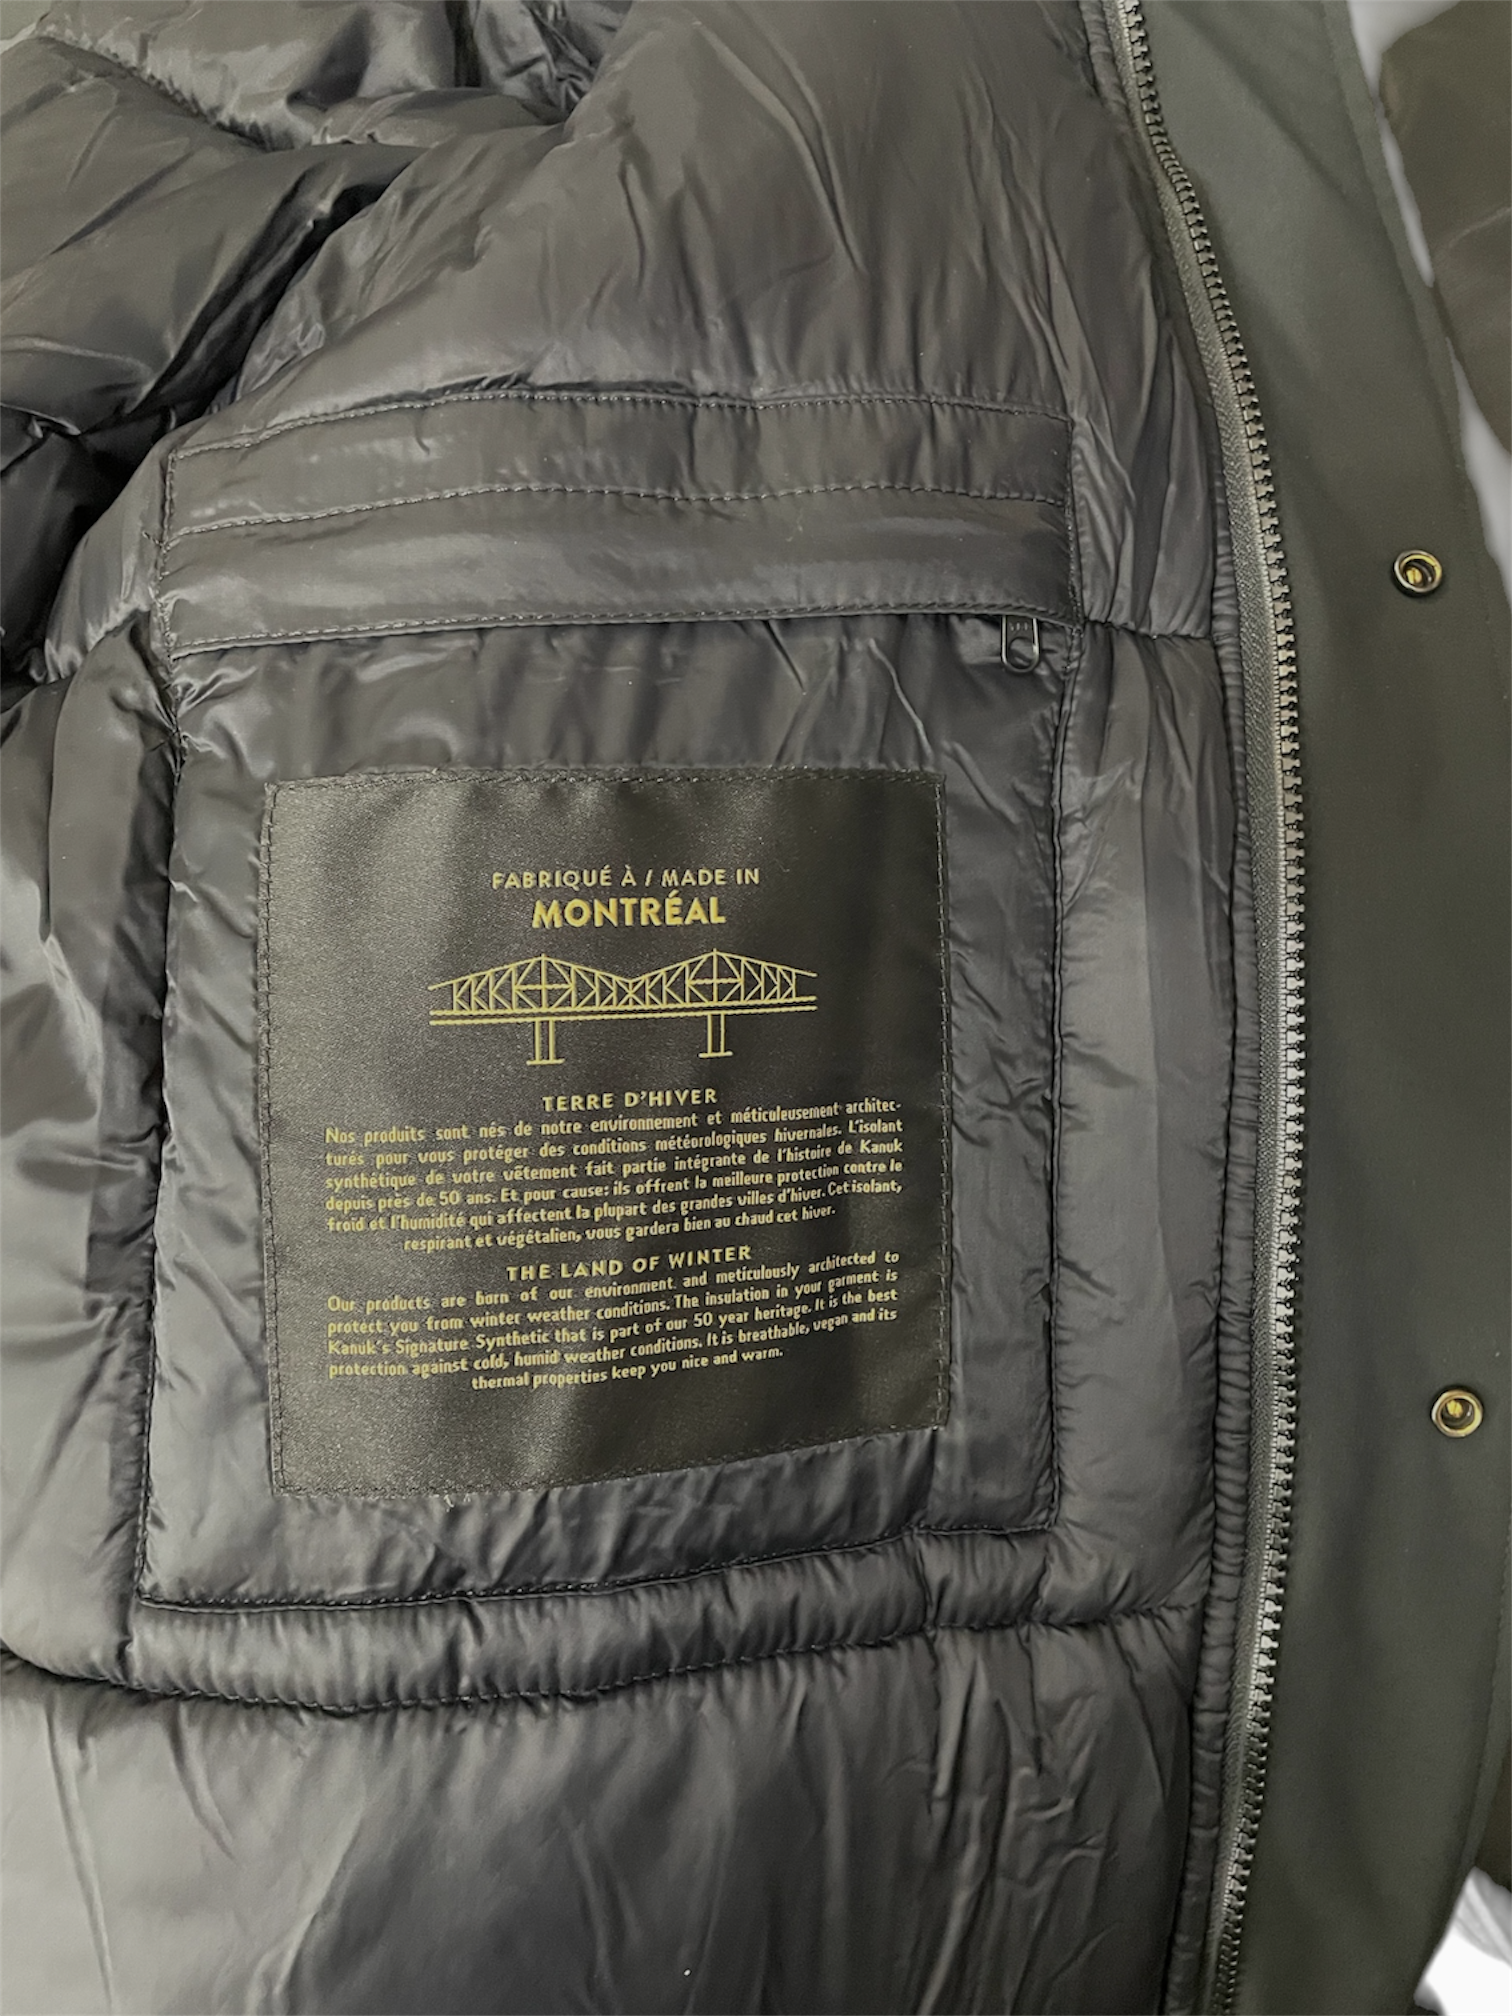 FABRIQUÉ À / MADE IN
MONTRÉAL
TERRE D'HIVER
Nos produits sont nés de notre environnement et méticuleusement architec-
turés pour vous protéger des conditions météorologiques hivernales. L'isolant
synthétique de votre vêtement fait partie intégrante de l'histoire de Kanuk
depuis près de 50 ans. Et pour cause: ils offrent la meilleure protection contre le
froid et l'humidité qui affectent la plupart des grandes villes d'hiver. Cet isolant,
respirant et végétalien, vous gardera bien au chaud cet hiver.
THE LAND OF WINTER
Our products are born of our environment and meticulously architected to
protect you from winter weather conditions. The insulation in your garment is
Kanuk's Signature Synthetic that is part of our 50 year heritage. It is the best
protection against cold, humid weather conditions. It is breathable, vegan and its
thermal properties keep you nice and warm.